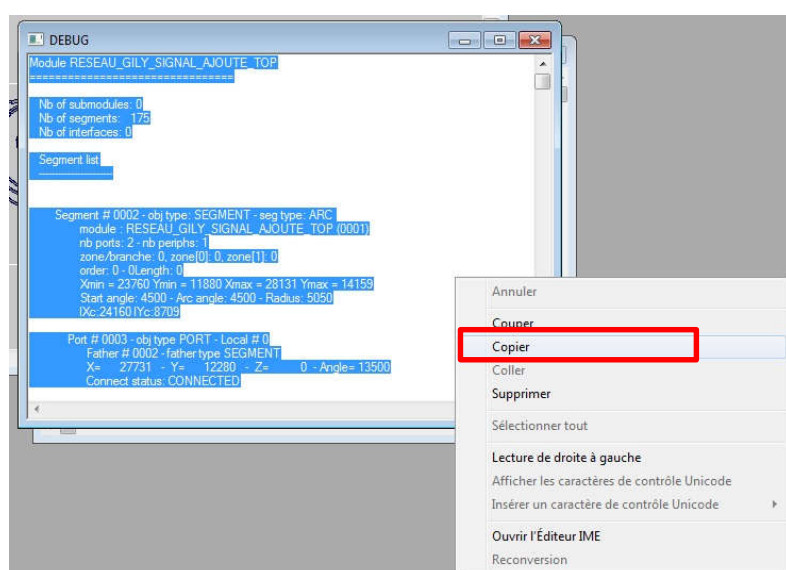 DEBUG
Module RESEAU_GILY_SIGNAL_AJOUTE_TOP
================================
Nb of submodules: 0
Nb of segments: 175
Nb of interfaces: 0
Segment list
--------------------
Segment # 0002 - obj type: SEGMENT - seg type: ARC
module : RESEAU_GILY_SIGNAL_AJOUTE_TOP (0001)
nb ports: 2 - nb periphs: 1
zone/branche: 0, zone[0]: 0, zone[1]: 0
order: 0 - 0Length: 0
Xmin = 23760 Ymin = 11880 Xmax = 28131 Ymax = 14159
Start angle: 4500 - Arc angle: 4500 - Radius: 5050
IXc:24160 IYc:8709
Port # 0003 - obj type PORT - Local # 0
Father # 0002 - father type SEGMENT
X= 27731 - Y= 12280 - Z= 0 - Angle= 13500
Connect status: CONNECTED
Annuler
Couper
Copier
Coller
Supprimer
Sélectionner tout
Lecture de droite à gauche
Afficher les caractères de contrôle Unicode
Insérer un caractère de contrôle Unicode
Ouvrir l'Éditeur IME
Reconversion